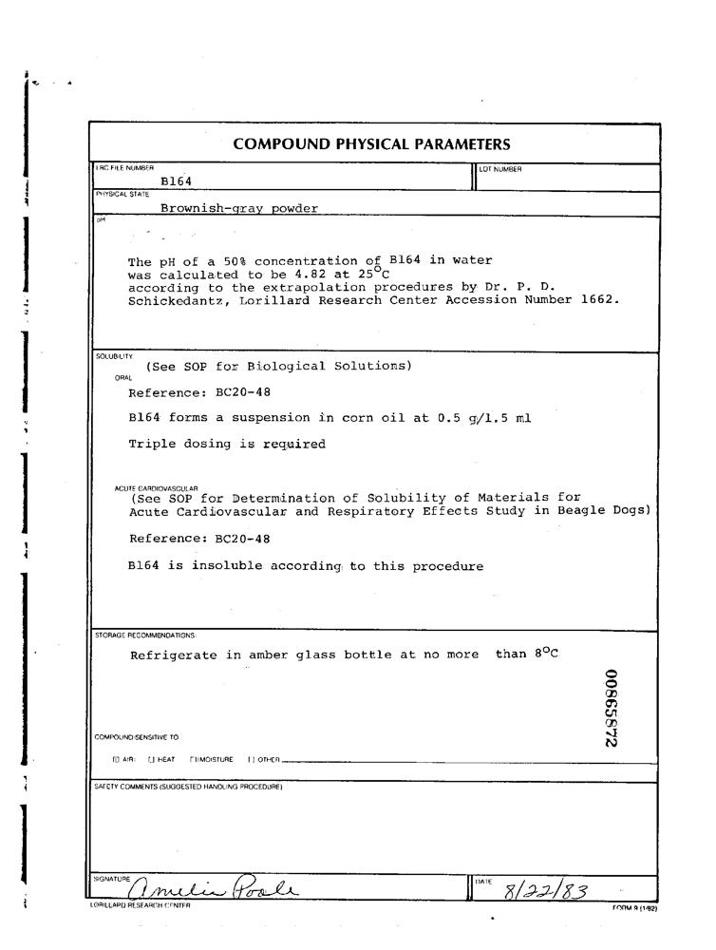 COMPOUND PHYSICAL PARAMETERS
LRC FILE NUMBER
LOT NUMBER
B164
PHYSICAL STATE
Brownish-gray powder
pH
The pH of a 50% concentration of B164 in water
was calculated to be 4.82 at 25°C
according to the extrapolation procedures by Dr. P. D.
Schickedantz, Lorillard Research Center Accession Number 1662.
SOLUBILITY
(See SOP for Biological Solutions)
ORAL
Reference: BC20-48
B164 forms a suspension in corn oil at 0.5 g/1.5 ml
Triple dosing is required
ACUTE CARDIOVASCULAR
(See SOP for Determination of Solubility of Materials for
Acute Cardiovascular and Respiratory Effects Study in Beagle Dogs)
Reference: BC20-48
B164 is insoluble according to this procedure
STORAGE RECOMMENDATIONS
Refrigerate in amber glass bottle at no more than 8°C
00865872
COMPOUND SENSITIVE TO
[ ] AIR [ ] HEAT [ ] MOISTURE [ ] OTHER
SAFETY COMMENTS (SUGGESTED HANDLING PROCEDURE)
SIGNATURE Amelia Poole
DATE 8/22/83
LORILLARD RESEARCH CENTER
FORM 9 (1/82)